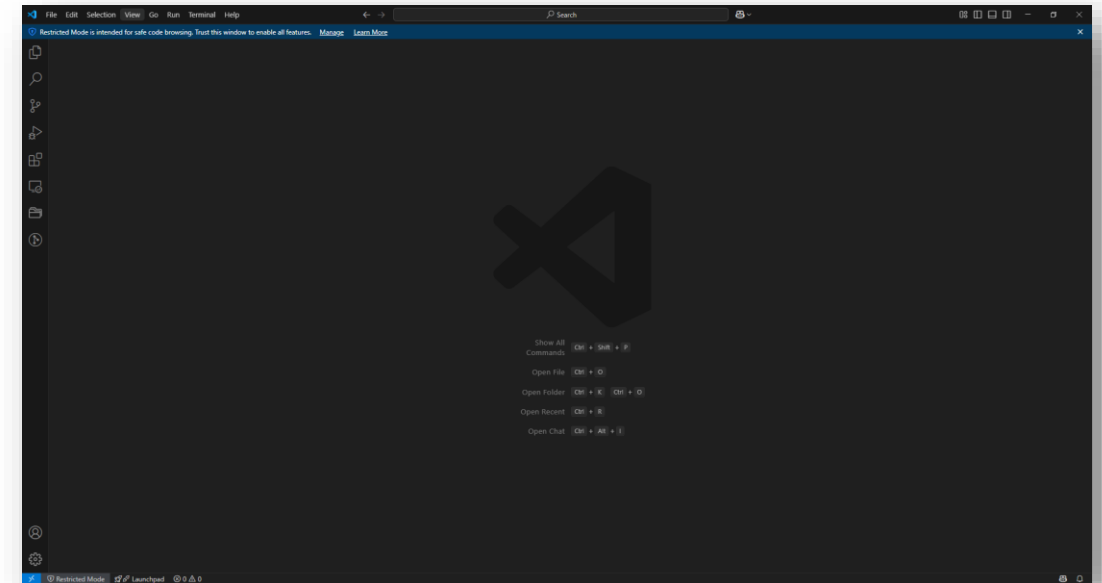 File Edit Selection View Go Run Terminal Help
Search
Restricted Mode is intended for safe code browsing. Trust this window to enable all features. Manage Learn More
Show All
Commands Ctrl + Shift + P
Open File Ctrl + O
Open Folder Ctrl + K Ctrl + O
Open Recent Ctrl + R
Open Chat Ctrl + Alt + I
Restricted Mode Launchpad 0 0